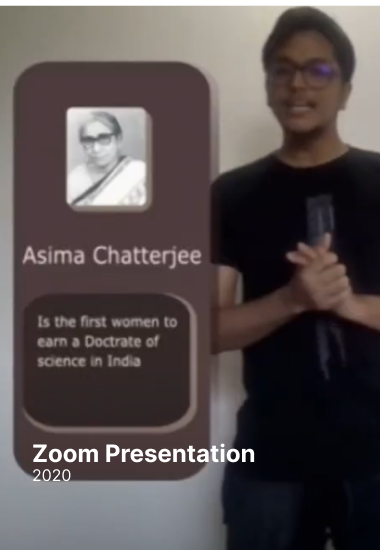 Asima Chatterjee
Is the first women to
earn a Doctrate of
science in India
Zoom Presentation
2020